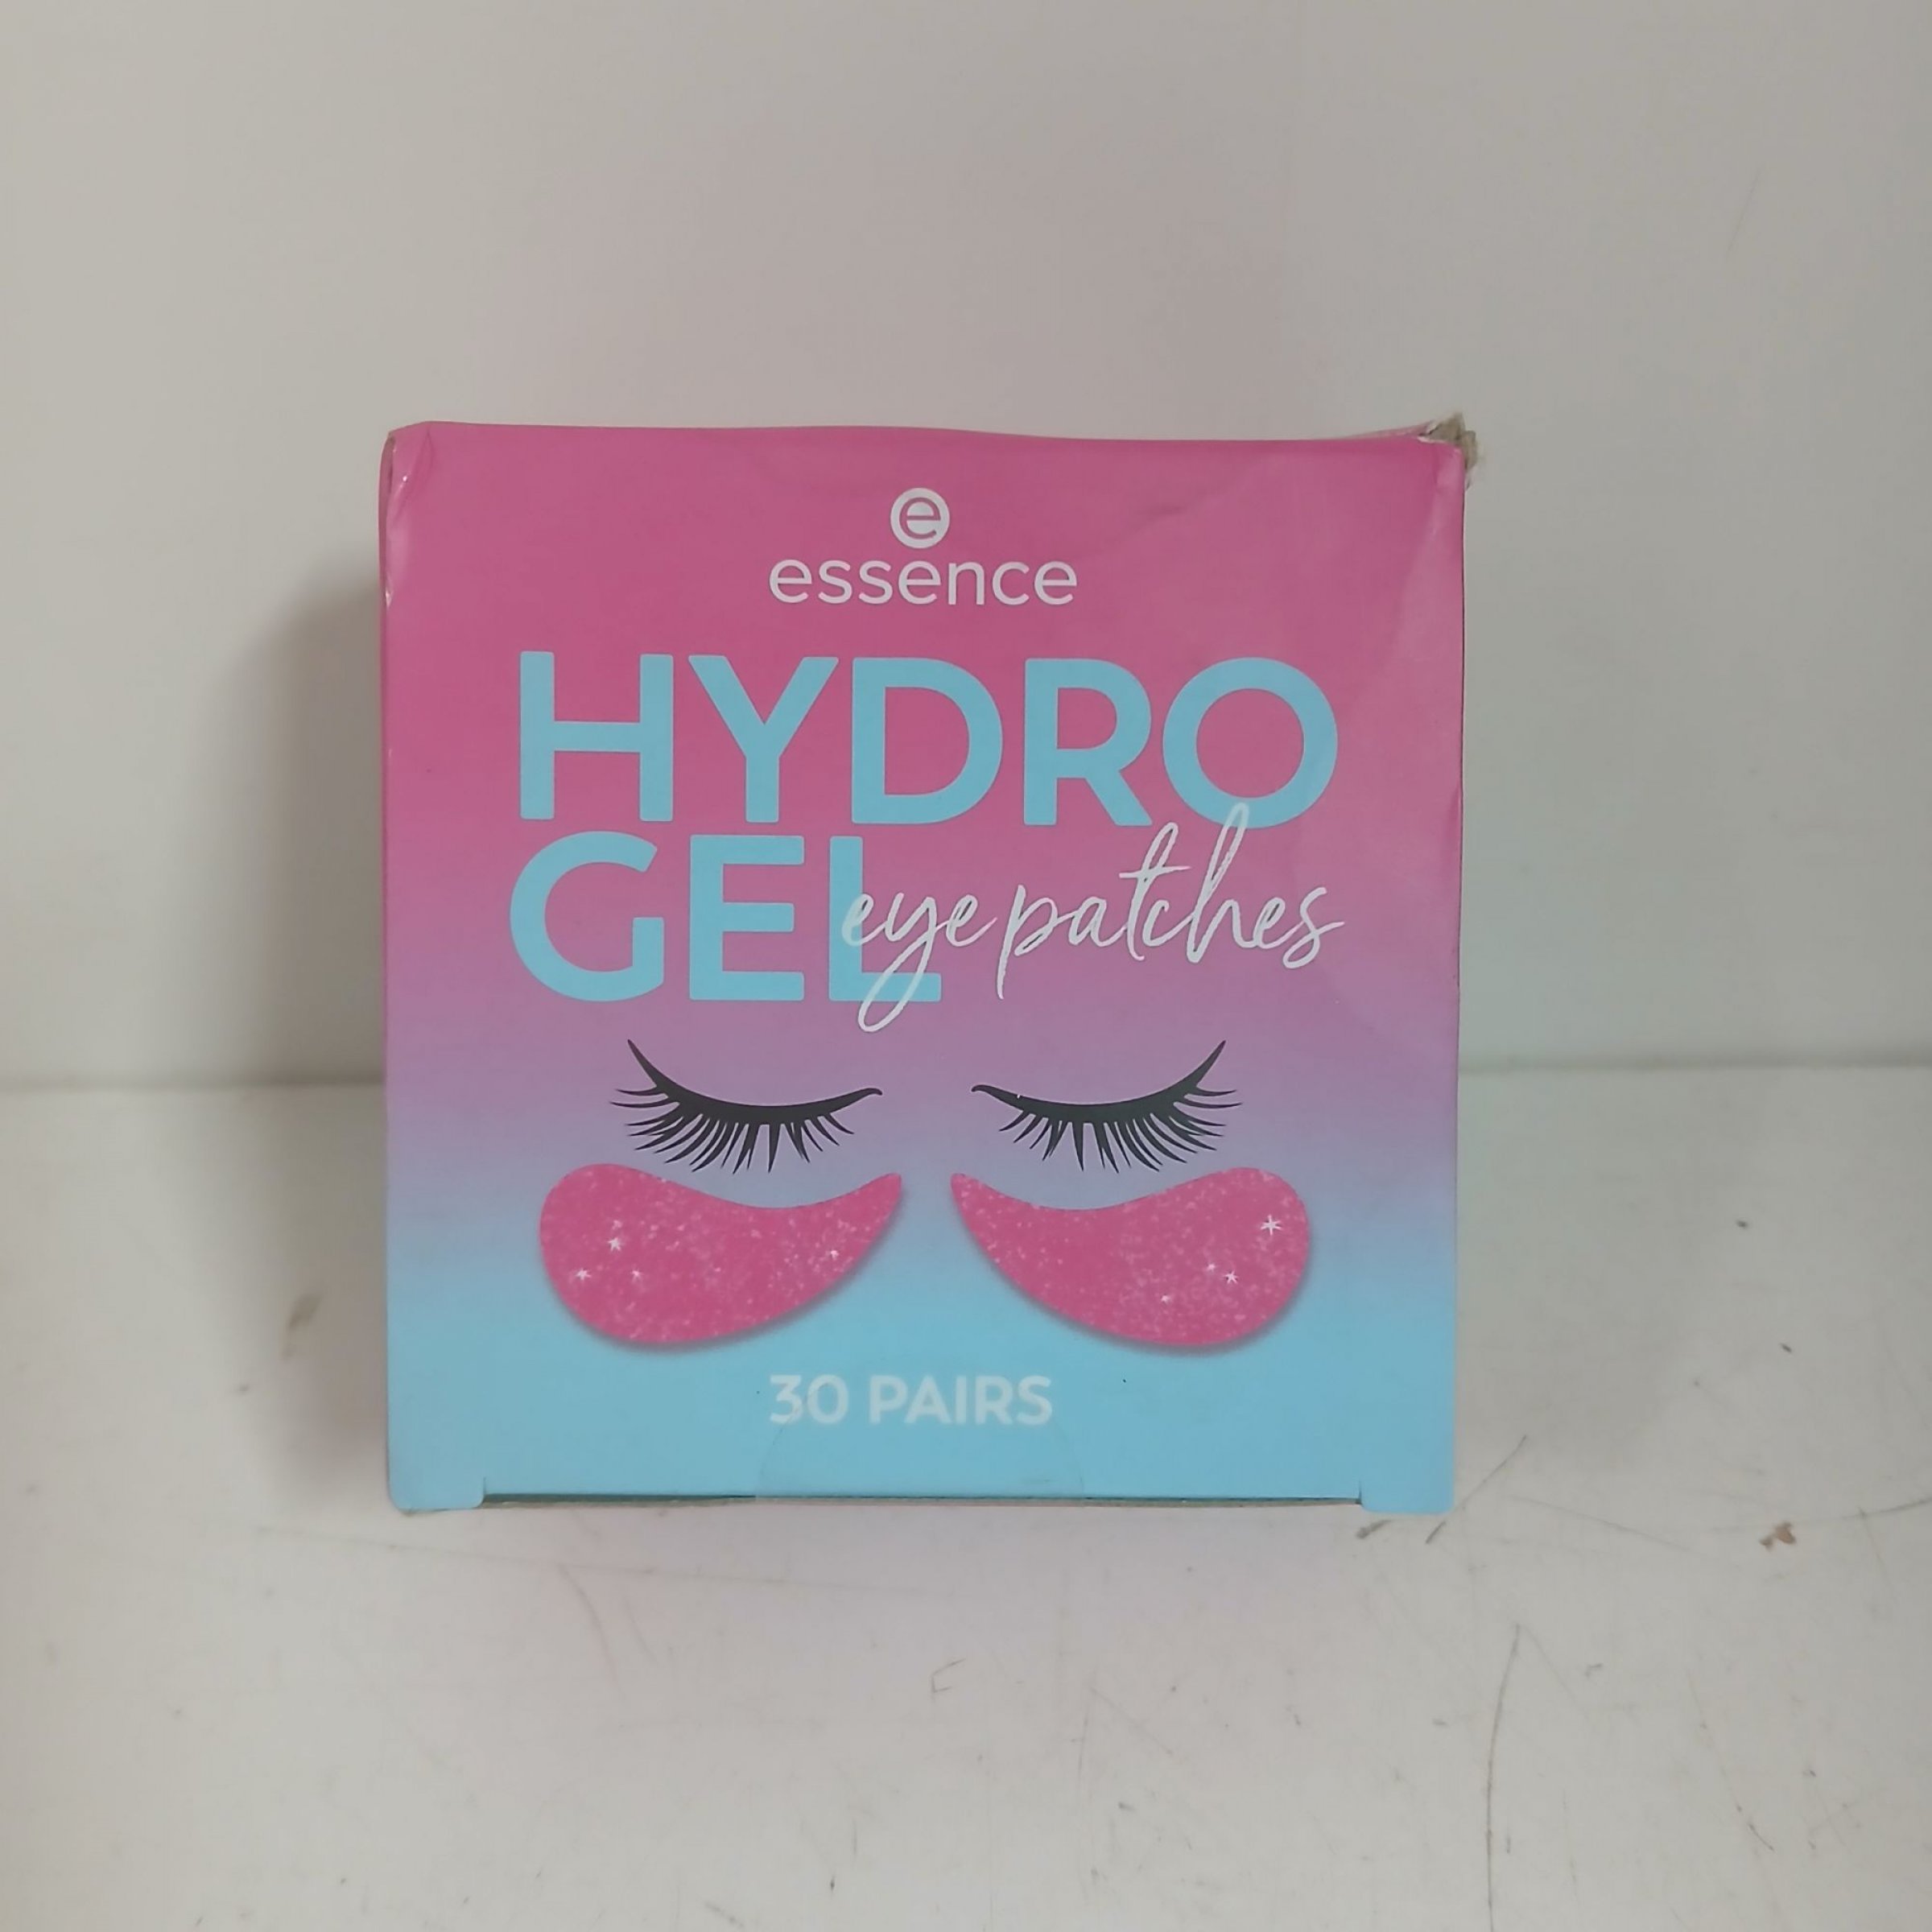 e
essence
HYDRO
GEL eye patches
30 PAIRS